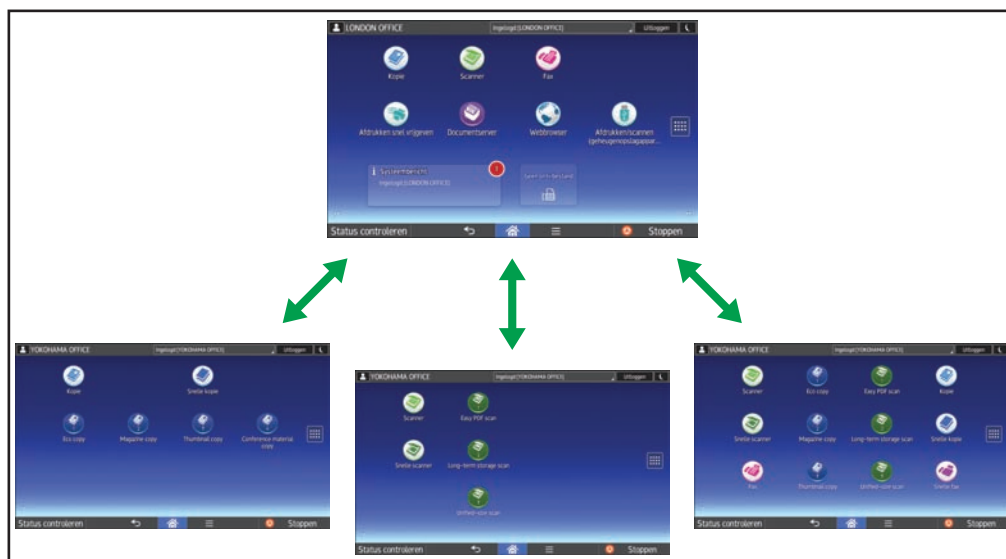 LONDON OFFICE
Ingelogd:[LONDON OFFICE]
Uitloggen
Kopie
Scanner
Fax
Afdrukken snel vrijgeven
Documentserver
Webbrowser
Afdrukken/scannen
(geheugenopslagappar...
Systeembericht
Ingelogd:[LONDON OFFICE]
Status controleren
Stoppen
YOKOHAMA OFFICE
Ingelogd:[YOKOHAMA OFFICE]
Uitloggen
Kopie
Snelle kopie
Eco copy
Magazine copy
Thumbnail copy
Conference material
copy
Status controleren
Stoppen
YOKOHAMA OFFICE
Ingelogd:[YOKOHAMA OFFICE]
Uitloggen
Scanner
Easy PDF scan
Snelle scanner
Long-term storage scan
Unified-size scan
Status controleren
Stoppen
YOKOHAMA OFFICE
Ingelogd:[YOKOHAMA OFFICE]
Uitloggen
Scanner
Eco copy
Easy PDF scan
Kopie
Snelle scanner
Magazine copy
Long-term storage scan
Snelle kopie
Fax
Thumbnail copy
Unified-size scan
Snelle fax
Status controleren
Stoppen